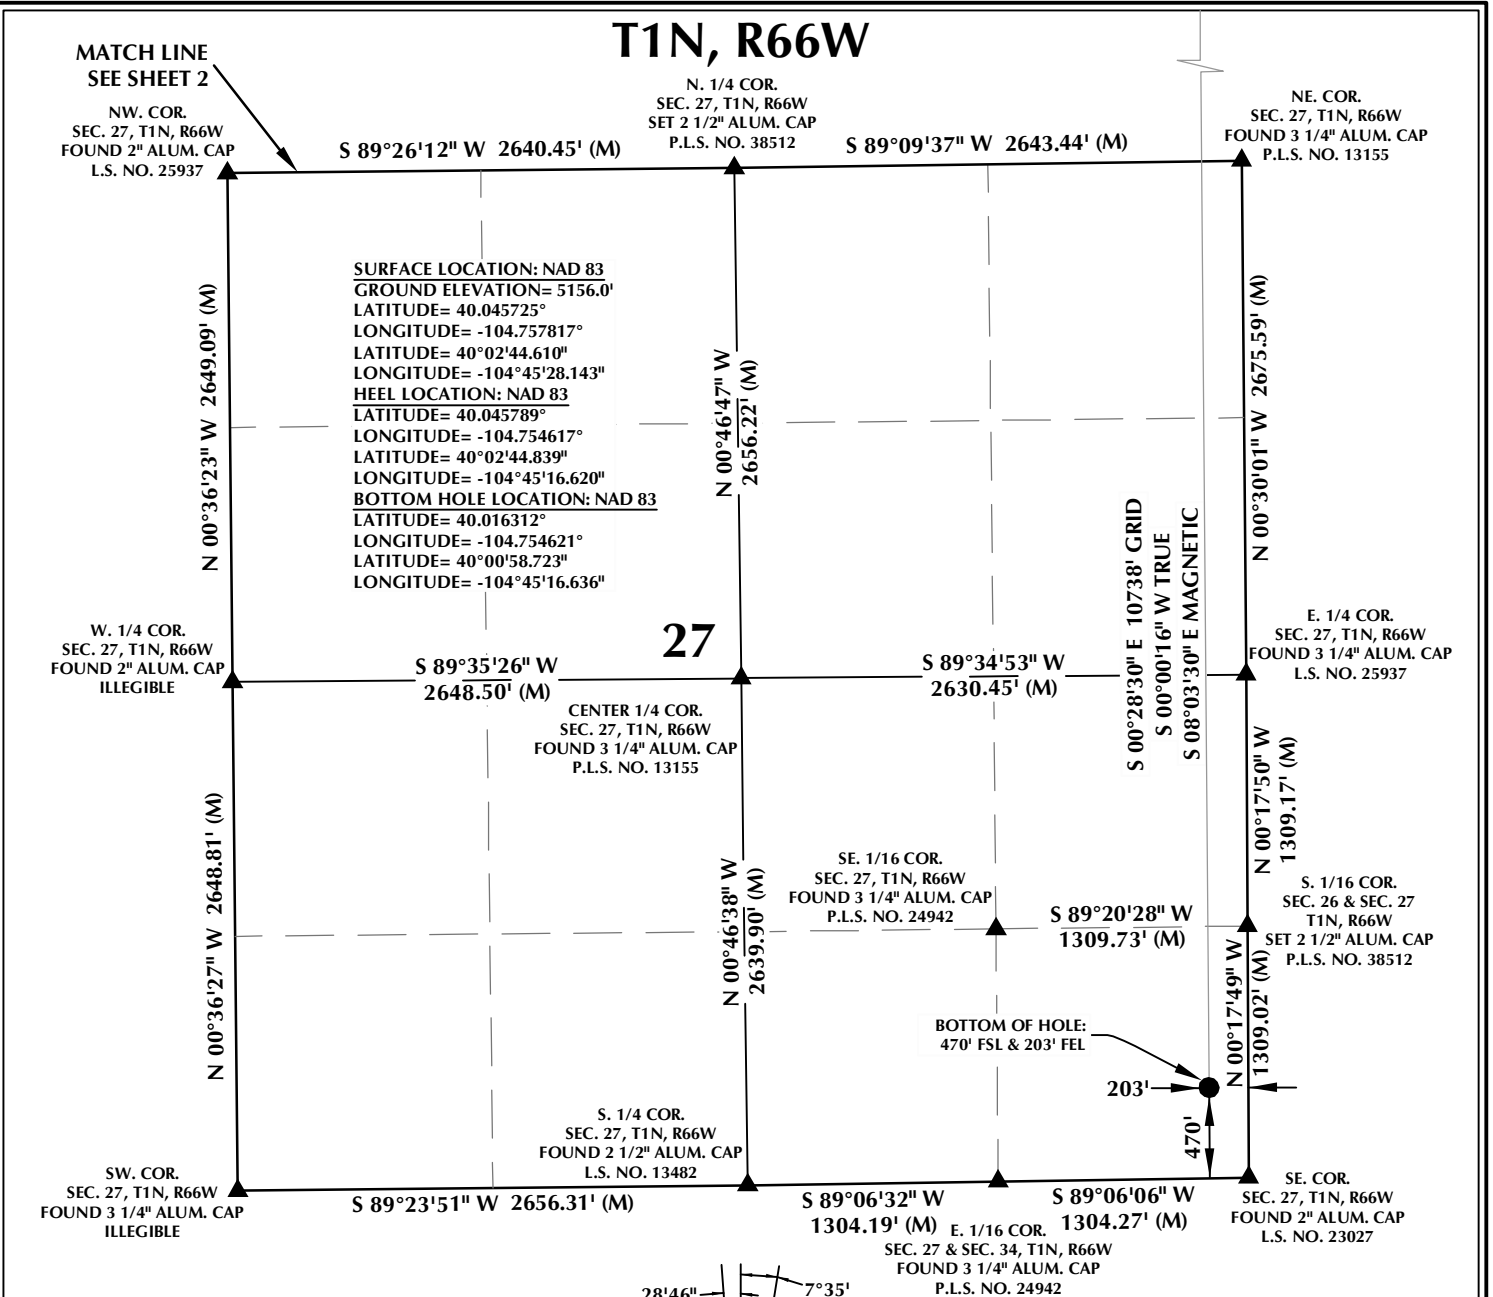 T1N, R66W
MATCH LINE
SEE SHEET 2
NW. COR.
SEC. 27, T1N, R66W
FOUND 2" ALUM. CAP
L.S. NO. 25937
S 89°26'12" W 2640.45' (M)
N. 1/4 COR.
SEC. 27, T1N, R66W
SET 2 1/2" ALUM. CAP
P.L.S. NO. 38512
S 89°09'37" W 2643.44' (M)
NE. COR.
SEC. 27, T1N, R66W
FOUND 3 1/4" ALUM. CAP
P.L.S. NO. 13155
SURFACE LOCATION: NAD 83
GROUND ELEVATION= 5156.0'
LATITUDE= 40.045725°
LONGITUDE= -104.757817°
LATITUDE= 40°02'44.610"
LONGITUDE= -104°45'28.143"
HEEL LOCATION: NAD 83
LATITUDE= 40.045789°
LONGITUDE= -104.754617°
LATITUDE= 40°02'44.839"
LONGITUDE= -104°45'16.620"
BOTTOM HOLE LOCATION: NAD 83
LATITUDE= 40.016312°
LONGITUDE= -104.754621°
LATITUDE= 40°00'58.723"
LONGITUDE= -104°45'16.636"
N 00°36'23" W 2649.09' (M)
N 00°46'47" W
2656.22' (M)
N 00°30'01" W 2675.59' (M)
S 00°28'30" E 10738' GRID
S 00°00'16" W TRUE
S 08°03'30" E MAGNETIC
W. 1/4 COR.
SEC. 27, T1N, R66W
FOUND 2" ALUM. CAP
ILLEGIBLE
27
S 89°35'26" W
2648.50' (M)
S 89°34'53" W
2630.45' (M)
E. 1/4 COR.
SEC. 27, T1N, R66W
FOUND 3 1/4" ALUM. CAP
L.S. NO. 25937
CENTER 1/4 COR.
SEC. 27, T1N, R66W
FOUND 3 1/4" ALUM. CAP
P.L.S. NO. 13155
N 00°17'50" W
1309.17' (M)
N 00°36'27" W 2648.81' (M)
N 00°46'38" W
2639.90' (M)
SE. 1/16 COR.
SEC. 27, T1N, R66W
FOUND 3 1/4" ALUM. CAP
P.L.S. NO. 24942
S 89°20'28" W
1309.73' (M)
S. 1/16 COR.
SEC. 26 & SEC. 27
T1N, R66W
SET 2 1/2" ALUM. CAP
P.L.S. NO. 38512
N 00°17'49" W
1309.02' (M)
BOTTOM OF HOLE:
470' FSL & 203' FEL
203'
470'
S. 1/4 COR.
SEC. 27, T1N, R66W
FOUND 2 1/2" ALUM. CAP
L.S. NO. 13482
SW. COR.
SEC. 27, T1N, R66W
FOUND 3 1/4" ALUM. CAP
ILLEGIBLE
S 89°23'51" W 2656.31' (M)
S 89°06'32" W
1304.19' (M)
S 89°06'06" W
1304.27' (M)
SE. COR.
SEC. 27, T1N, R66W
FOUND 2" ALUM. CAP
L.S. NO. 23027
E. 1/16 COR.
SEC. 27 & SEC. 34, T1N, R66W
FOUND 3 1/4" ALUM. CAP
P.L.S. NO. 24942
28'46"
7°35'